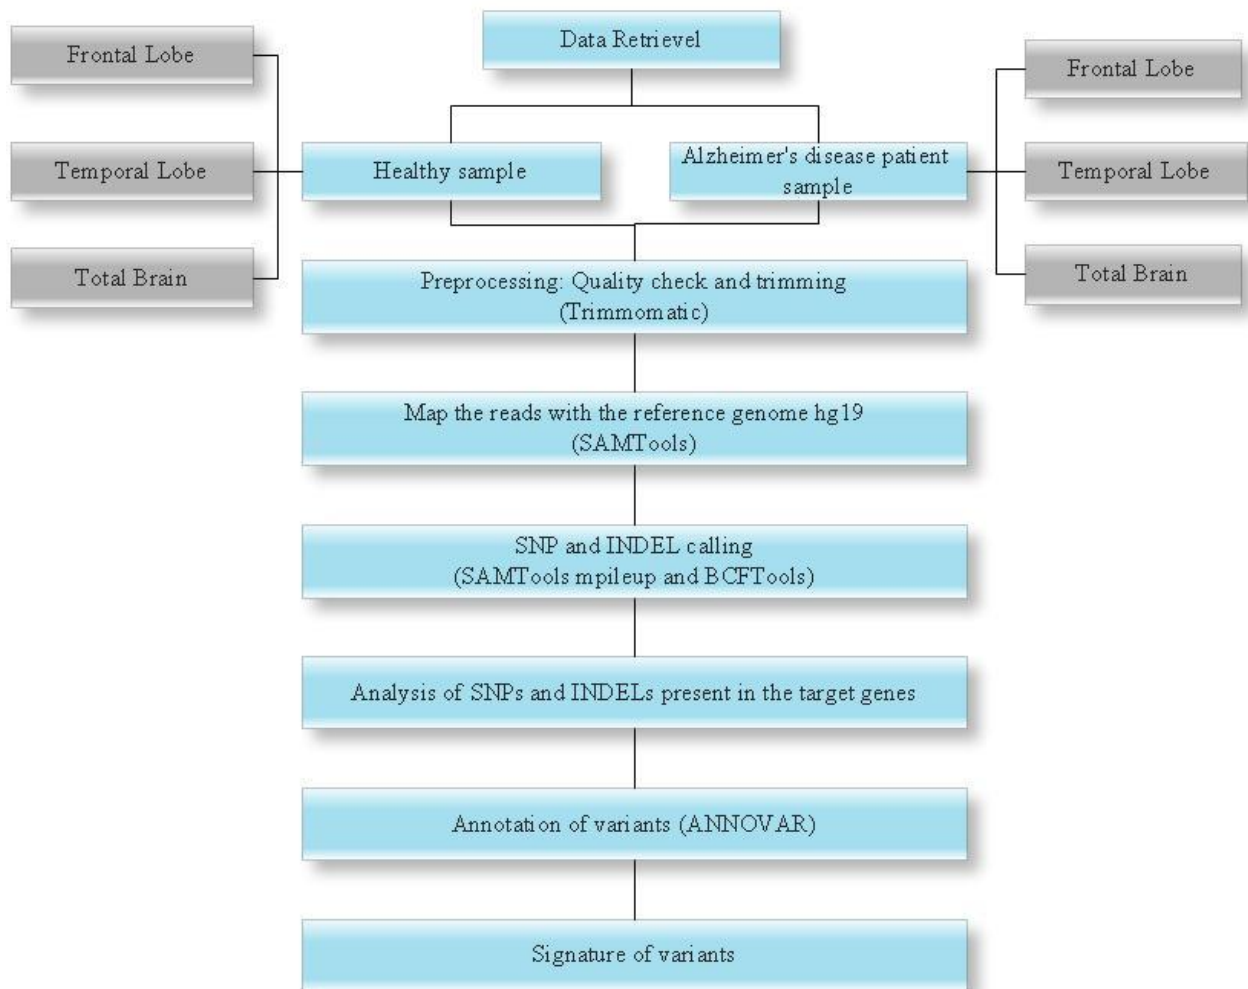 Data Retrievel
Frontal Lobe
Temporal Lobe
Total Brain
Healthy sample
Alzheimer's disease patient
sample
Frontal Lobe
Temporal Lobe
Total Brain
Preprocessing: Quality check and trimming
(Trimmomatic)
Map the reads with the reference genome hg19
(SAMTools)
SNP and INDEL calling
(SAMTools mpileup and BCFTools)
Analysis of SNPs and INDELs present in the target genes
Annotation of variants (ANNOVAR)
Signature of variants